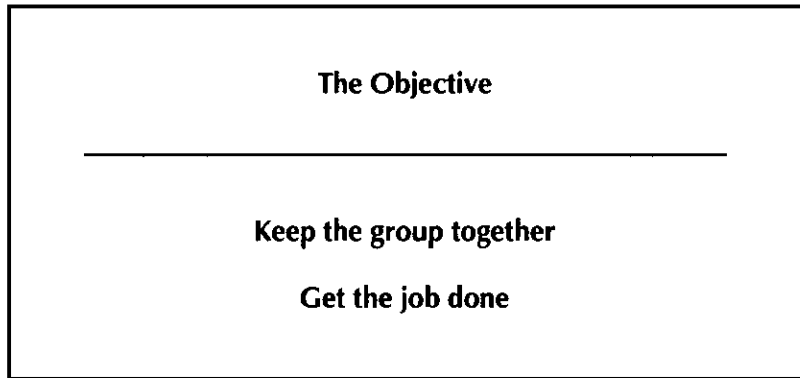 The Objective
Keep the group together
Get the job done